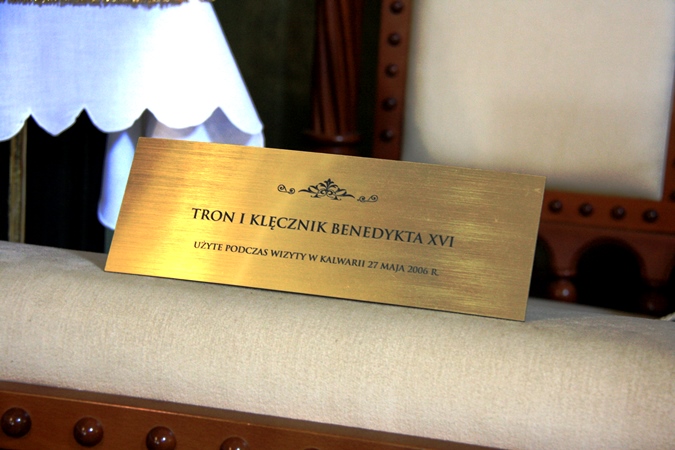 TRON I KLĘCZNIK BENEDYKTA XVI
UŻYTE PODCZAS WIZYTY W KALWARII 27 MAJA 2006 R.